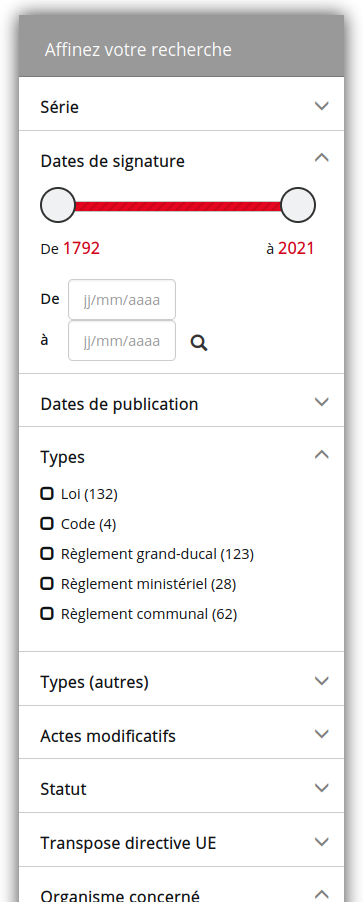 Affinez votre recherche
Série
Dates de signature
De 1792 à 2021
De jj/mm/aaaa
à jj/mm/aaaa
Dates de publication
Types
Loi (132)
Code (4)
Règlement grand-ducal (123)
Règlement ministériel (28)
Règlement communal (62)
Types (autres)
Actes modificatifs
Statut
Transpose directive UE
Organisme concerné